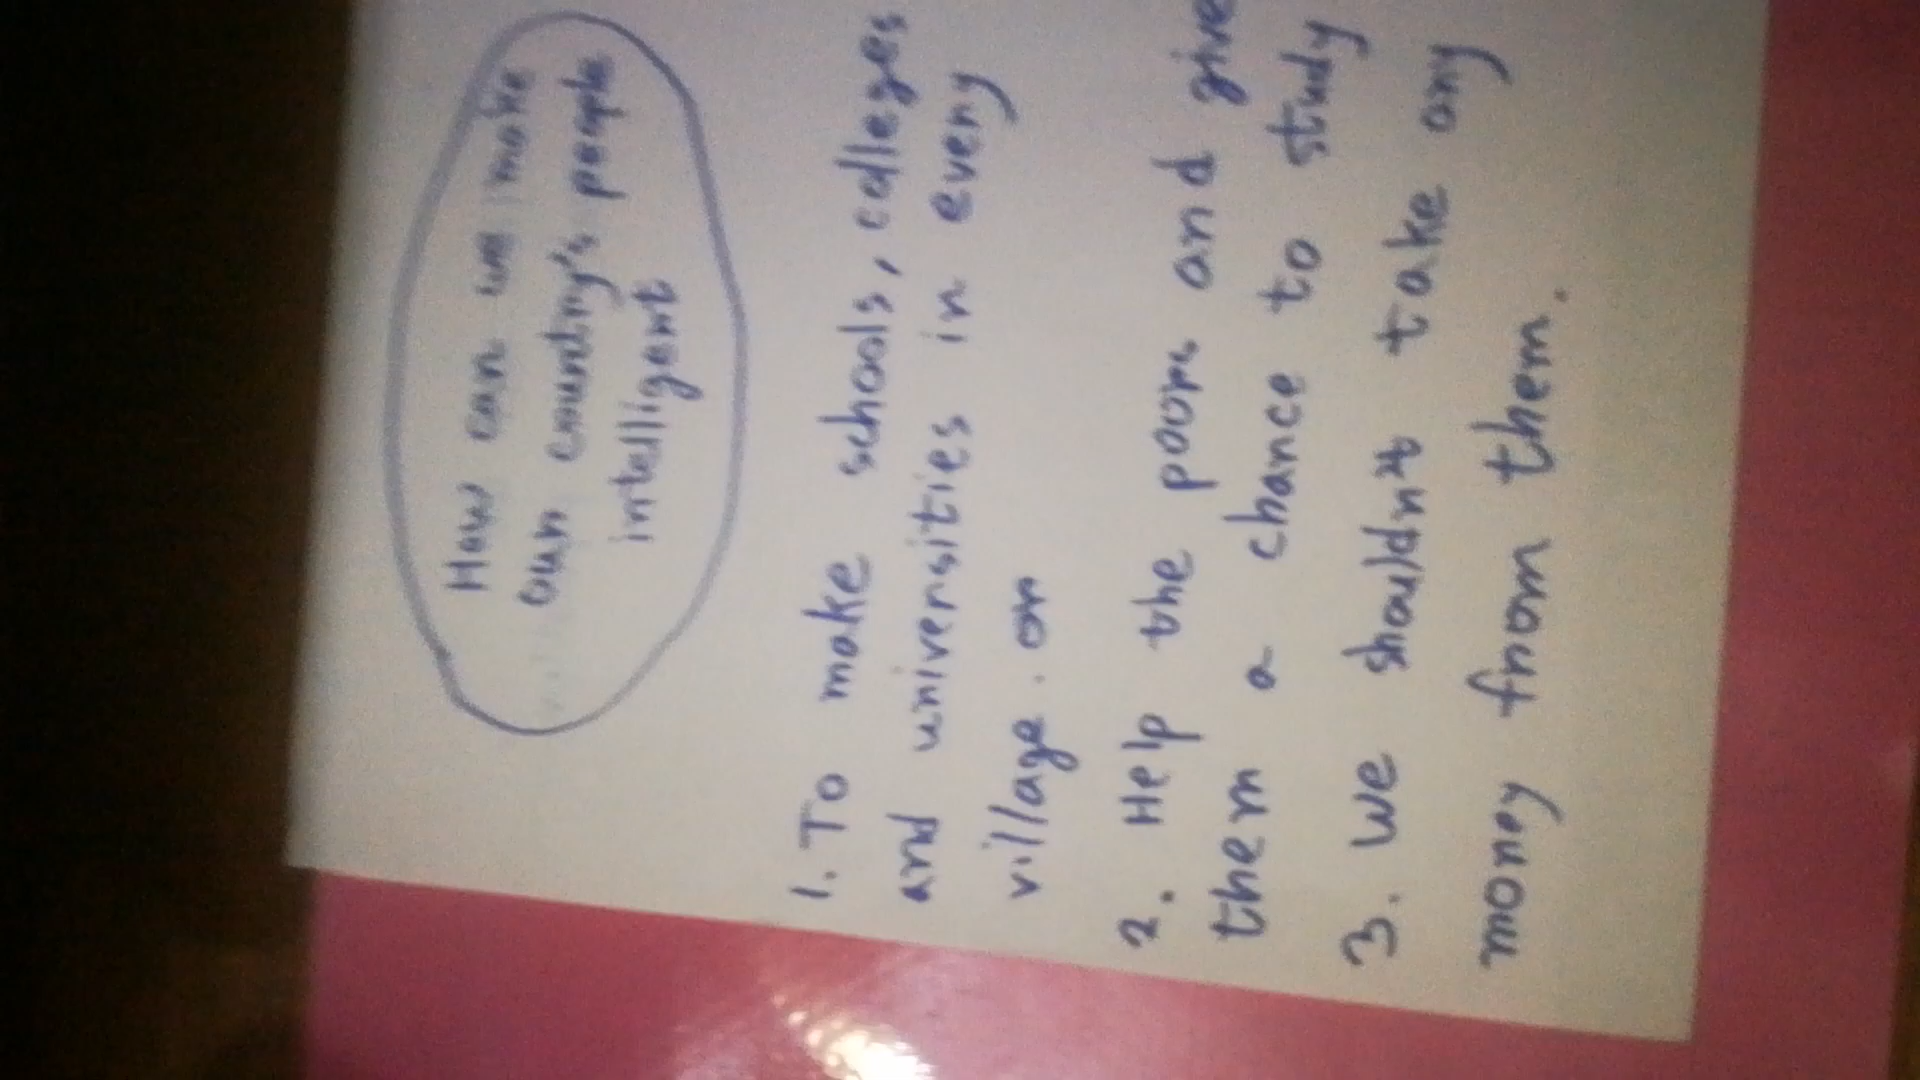 How can we make
our country's people
intelligent
1. To make schools, colleges
and universities in every
village. or
2. Help the poors and give
them a chance to study
3. We shouldn't take any
money from them.